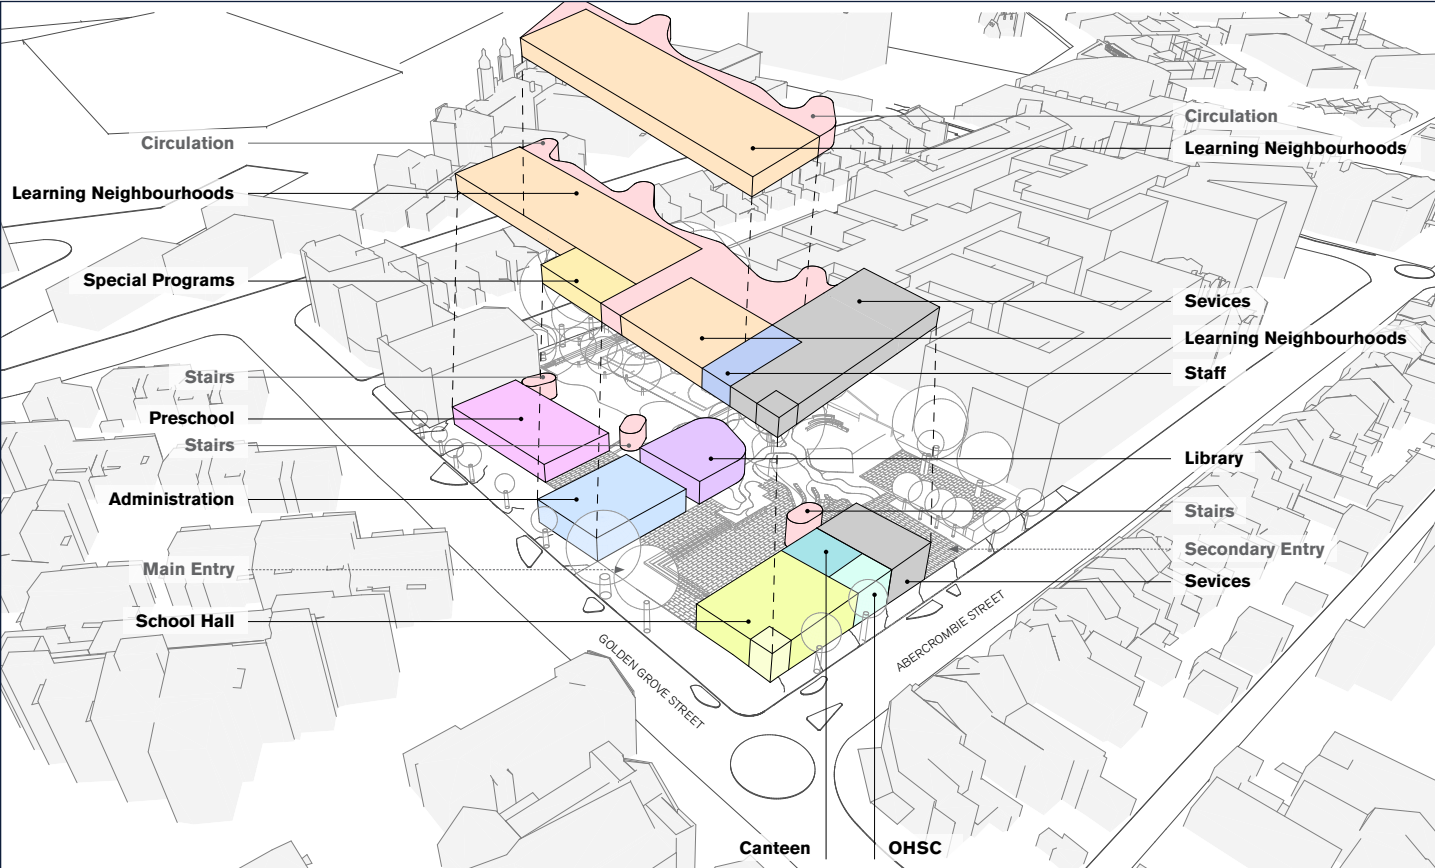 Circulation
Learning Neighbourhoods
Special Programs
Stairs
Preschool
Stairs
Administration
Main Entry
School Hall
Circulation
Learning Neighbourhoods
Sevices
Learning Neighbourhoods
Staff
Library
Stairs
Secondary Entry
Sevices
GOLDEN GROVE STREET
ABERCROMBIE STREET
Canteen
OHSC